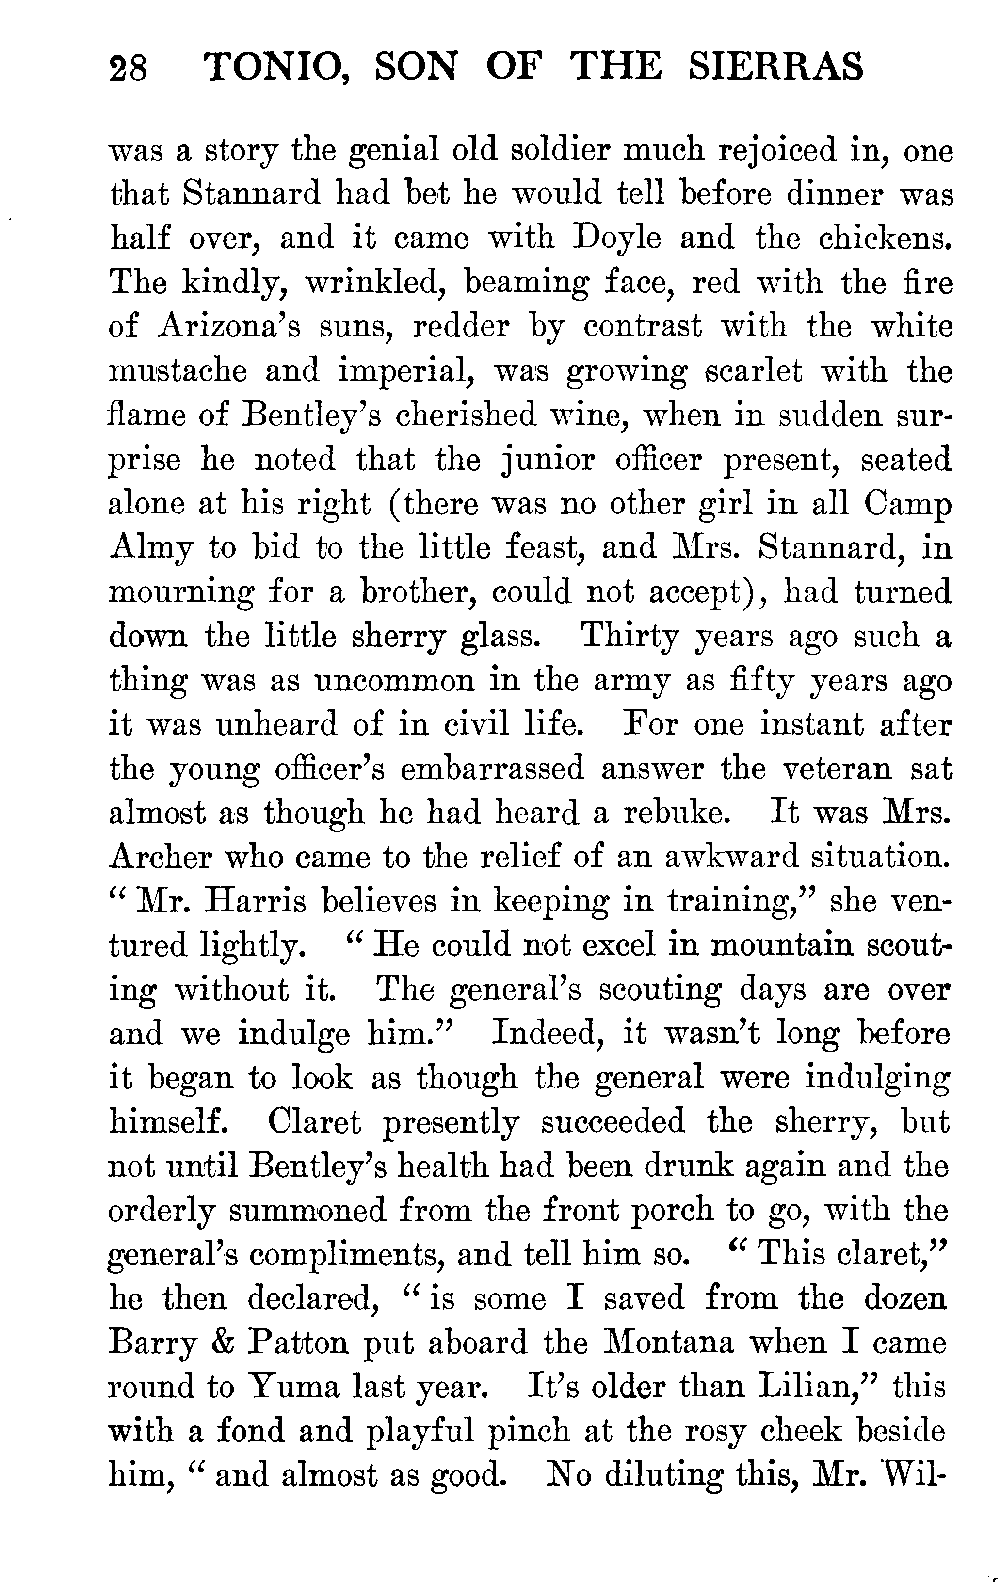 28 TONIO, SON OF THE SIERRAS
was a story the genial old soldier much rejoiced in, one
that Stannard had bet he would tell before dinner was
half over, and it came with Doyle and the chickens.
The kindly, wrinkled, beaming face, red with the fire
of Arizona's suns, redder by contrast with the white
mustache and imperial, was growing scarlet with the
flame of Bentley's cherished wine, when in sudden sur-
prise he noted that the junior officer present, seated
alone at his right (there was no other girl in all Camp
Almy to bid to the little feast, and Mrs. Stannard, in
mourning for a brother, could not accept), had turned
down the little sherry glass. Thirty years ago such a
thing was as uncommon in the army as fifty years ago
it was unheard of in civil life. For one instant after
the young officer's embarrassed answer the veteran sat
almost as though he had heard a rebuke. It was Mrs.
Archer who came to the relief of an awkward situation.
“ Mr. Harris believes in keeping in training,” she ven-
tured lightly. “ He could not excel in mountain scout-
ing without it. The general's scouting days are over
and we indulge him.” Indeed, it wasn't long before
it began to look as though the general were indulging
himself. Claret presently succeeded the sherry, but
not until Bentley's health had been drunk again and the
orderly summoned from the front porch to go, with the
general's compliments, and tell him so. “ This claret,”
he then declared, “ is some I saved from the dozen
Barry & Patton put aboard the Montana when I came
round to Yuma last year. It's older than Lilian,” this
with a fond and playful pinch at the rosy cheek beside
him, “ and almost as good. No diluting this, Mr. Wil-